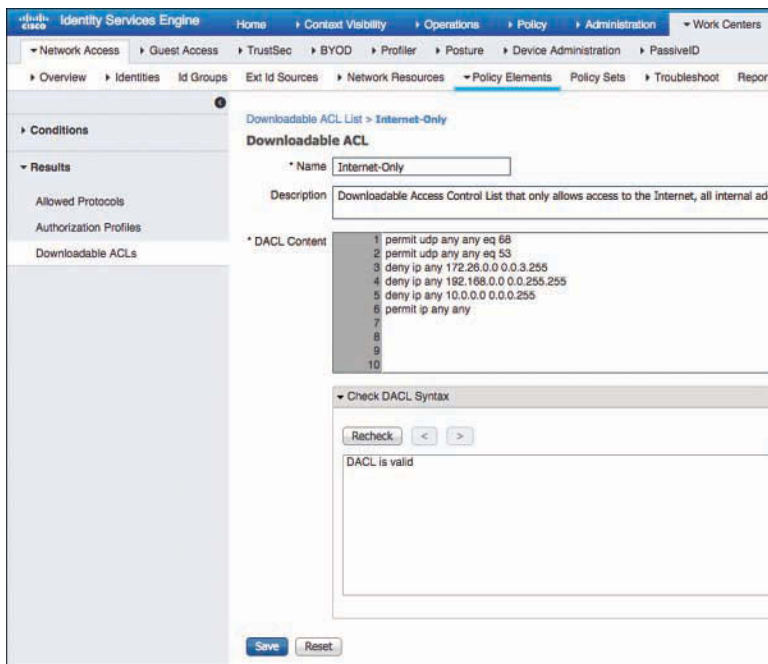 cisco Identity Services Engine Home Context Visibility Operations Policy Administration Work Centers
Network Access Guest Access TrustSec BYOD Profiler Posture Device Administration PassiveID
Overview Identities Id Groups Ext Id Sources Network Resources Policy Elements Policy Sets Troubleshoot Repor
Conditions
Results
Allowed Protocols
Authorization Profiles
Downloadable ACLs
Downloadable ACL List > Internet-Only
Downloadable ACL
* Name Internet-Only
Description Downloadable Access Control List that only allows access to the Internet, all internal ad
* DACL Content
1 permit udp any any eq 68
2 permit udp any any eq 53
3 deny ip any 172.26.0.0 0.0.3.255
4 deny ip any 192.168.0.0 0.0.255.255
5 deny ip any 10.0.0.0 0.0.0.255
6 permit ip any any
7
8
9
10
Check DACL Syntax
Recheck < >
DACL is valid
Save Reset